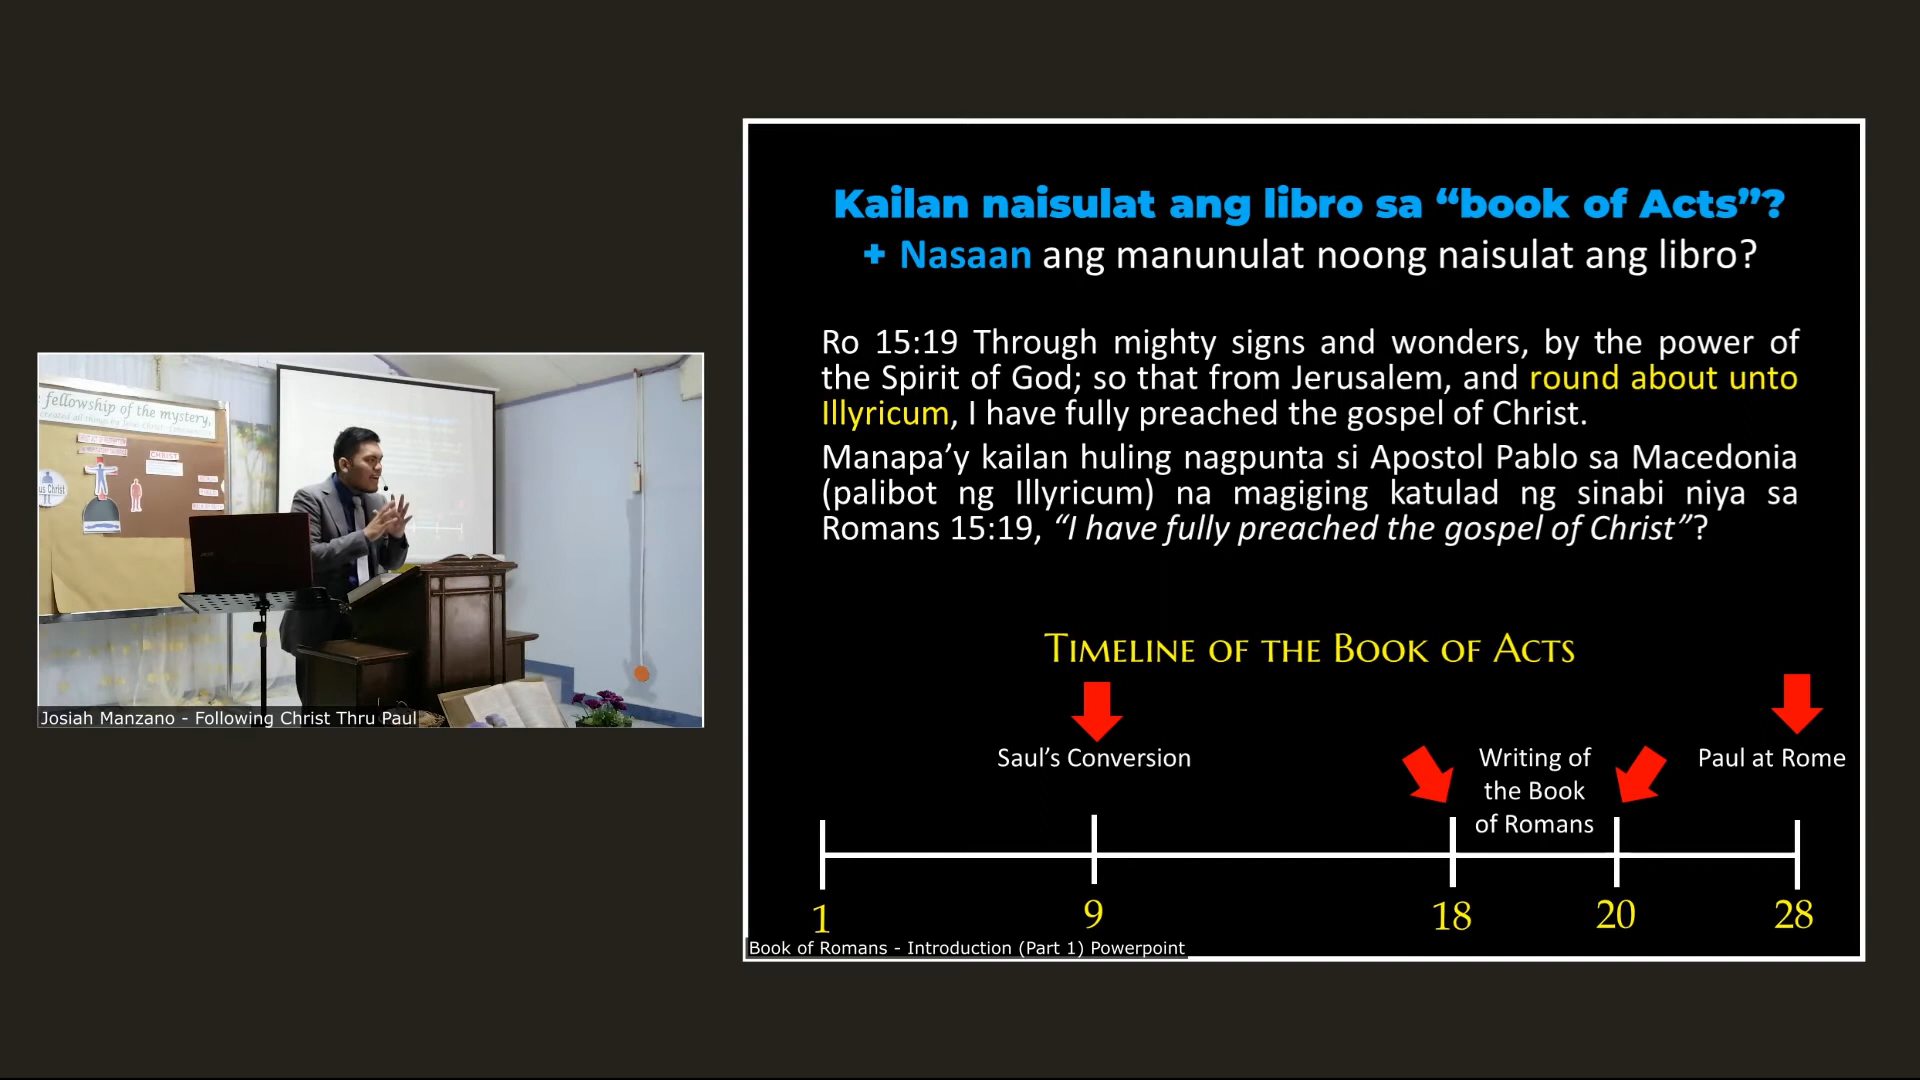 fellowship of the mystery,
CHRIST
us Christ
Josiah Manzano - Following Christ Thru Paul
Kailan naisulat ang libro sa “book of Acts”?
+ Nasaan ang manunulat noong naisulat ang libro?
Ro 15:19 Through mighty signs and wonders, by the power of
the Spirit of God; so that from Jerusalem, and round about unto
Illyricum, I have fully preached the gospel of Christ.
Manapa’y kailan huling nagpunta si Apostol Pablo sa Macedonia
(palibot ng Illyricum) na magiging katulad ng sinabi niya sa
Romans 15:19, “I have fully preached the gospel of Christ”?
Timeline of the Book of Acts
Saul’s Conversion
Writing of
the Book
of Romans
Paul at Rome
1 9 18 20 28
Book of Romans - Introduction (Part 1) Powerpoint